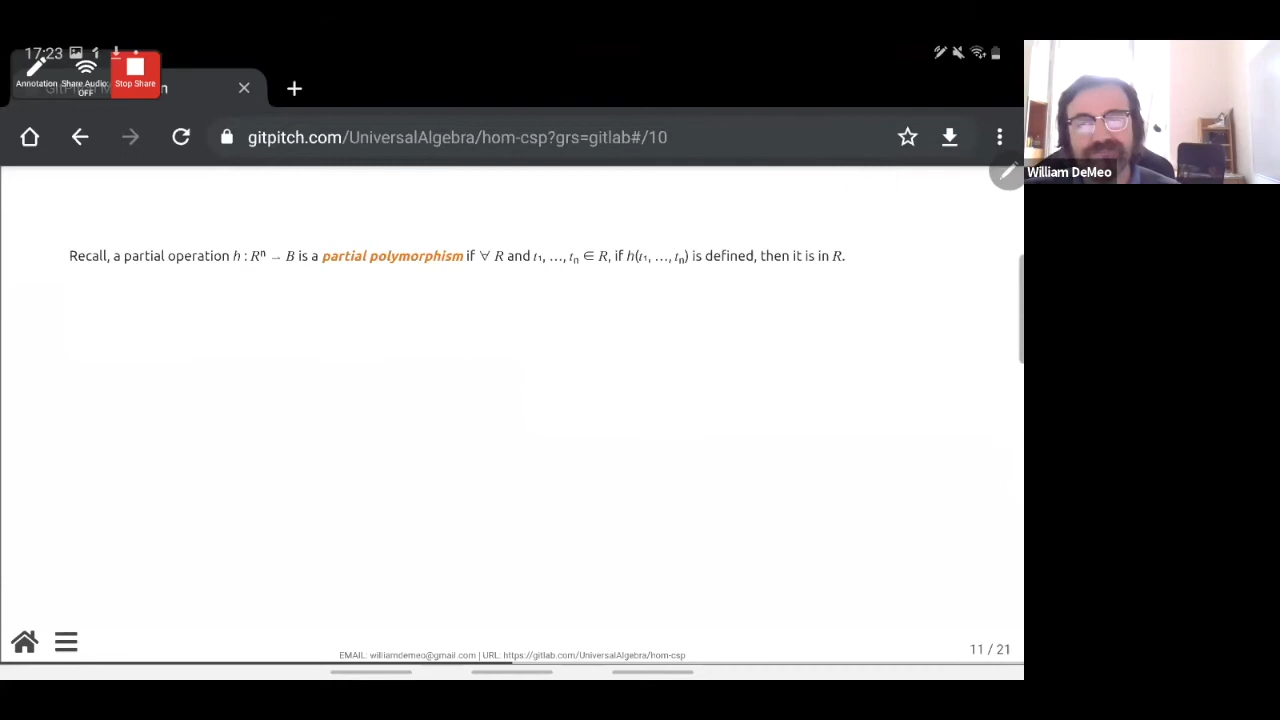 17:23
Annotation Share Audio: OFF Stop Share
gitpitch.com/UniversalAlgebra/hom-csp?grs=gitlab#/10
William DeMeo
Recall, a partial operation h : Rⁿ → B is a partial polymorphism if ∀ R and t₁, …, tₙ ∈ R, if h(t₁, …, tₙ) is defined, then it is in R.
EMAIL: williamdemeo@gmail.com | URL: https://gitlab.com/UniversalAlgebra/hom-csp
11 / 21